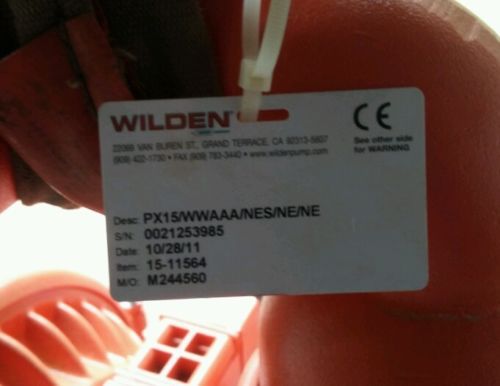 WILDEN
CE
22069 VAN BUREN ST., GRAND TERRACE, CA 92313-5607
(909) 422-1730 • FAX (909) 783-3440 • www.wildenpump.com
See other side
for WARNING
Desc: PX15/WWAAA/NES/NE/NE
S/N: 0021253985
Date: 10/28/11
Item: 15-11564
M/O: M244560